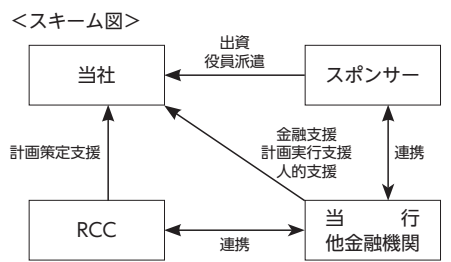 ＜スキーム図＞
出資
役員派遣
当社
スポンサー
金融支援
計画実行支援
人的支援
計画策定支援
連携
RCC
連携
当　　行
他金融機関